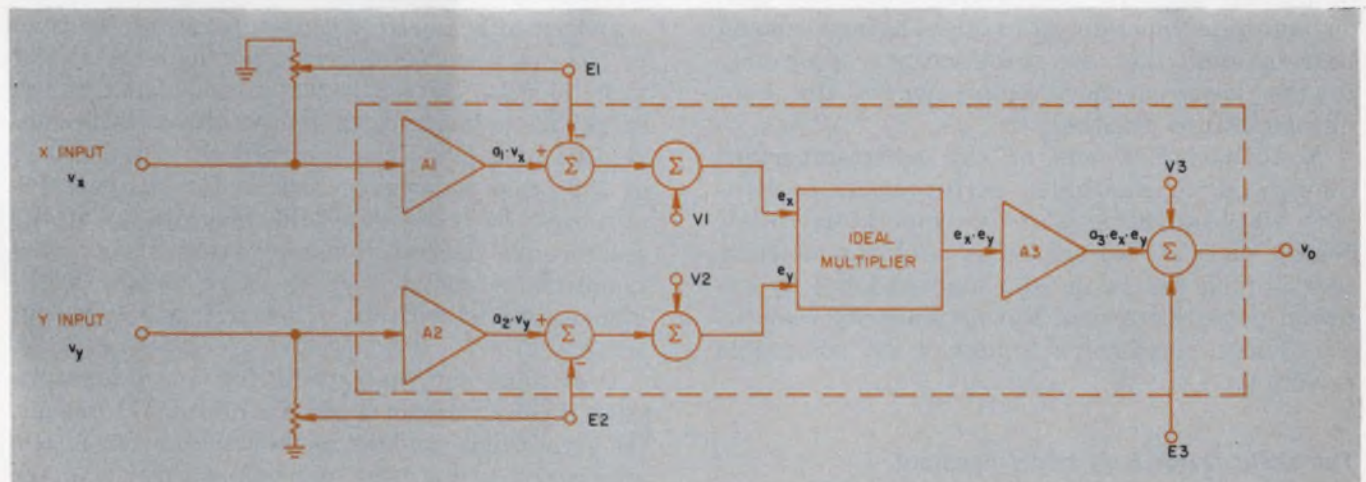 E1
X INPUT
vx
A1
a1·vx
+
−
Σ
Σ
V1
ex
IDEAL
MULTIPLIER
ex·ey
A3
a3·ex·ey
V3
Σ
vo
Y INPUT
vy
A2
a2·vy
+
−
Σ
V2
Σ
ey
E2
E3